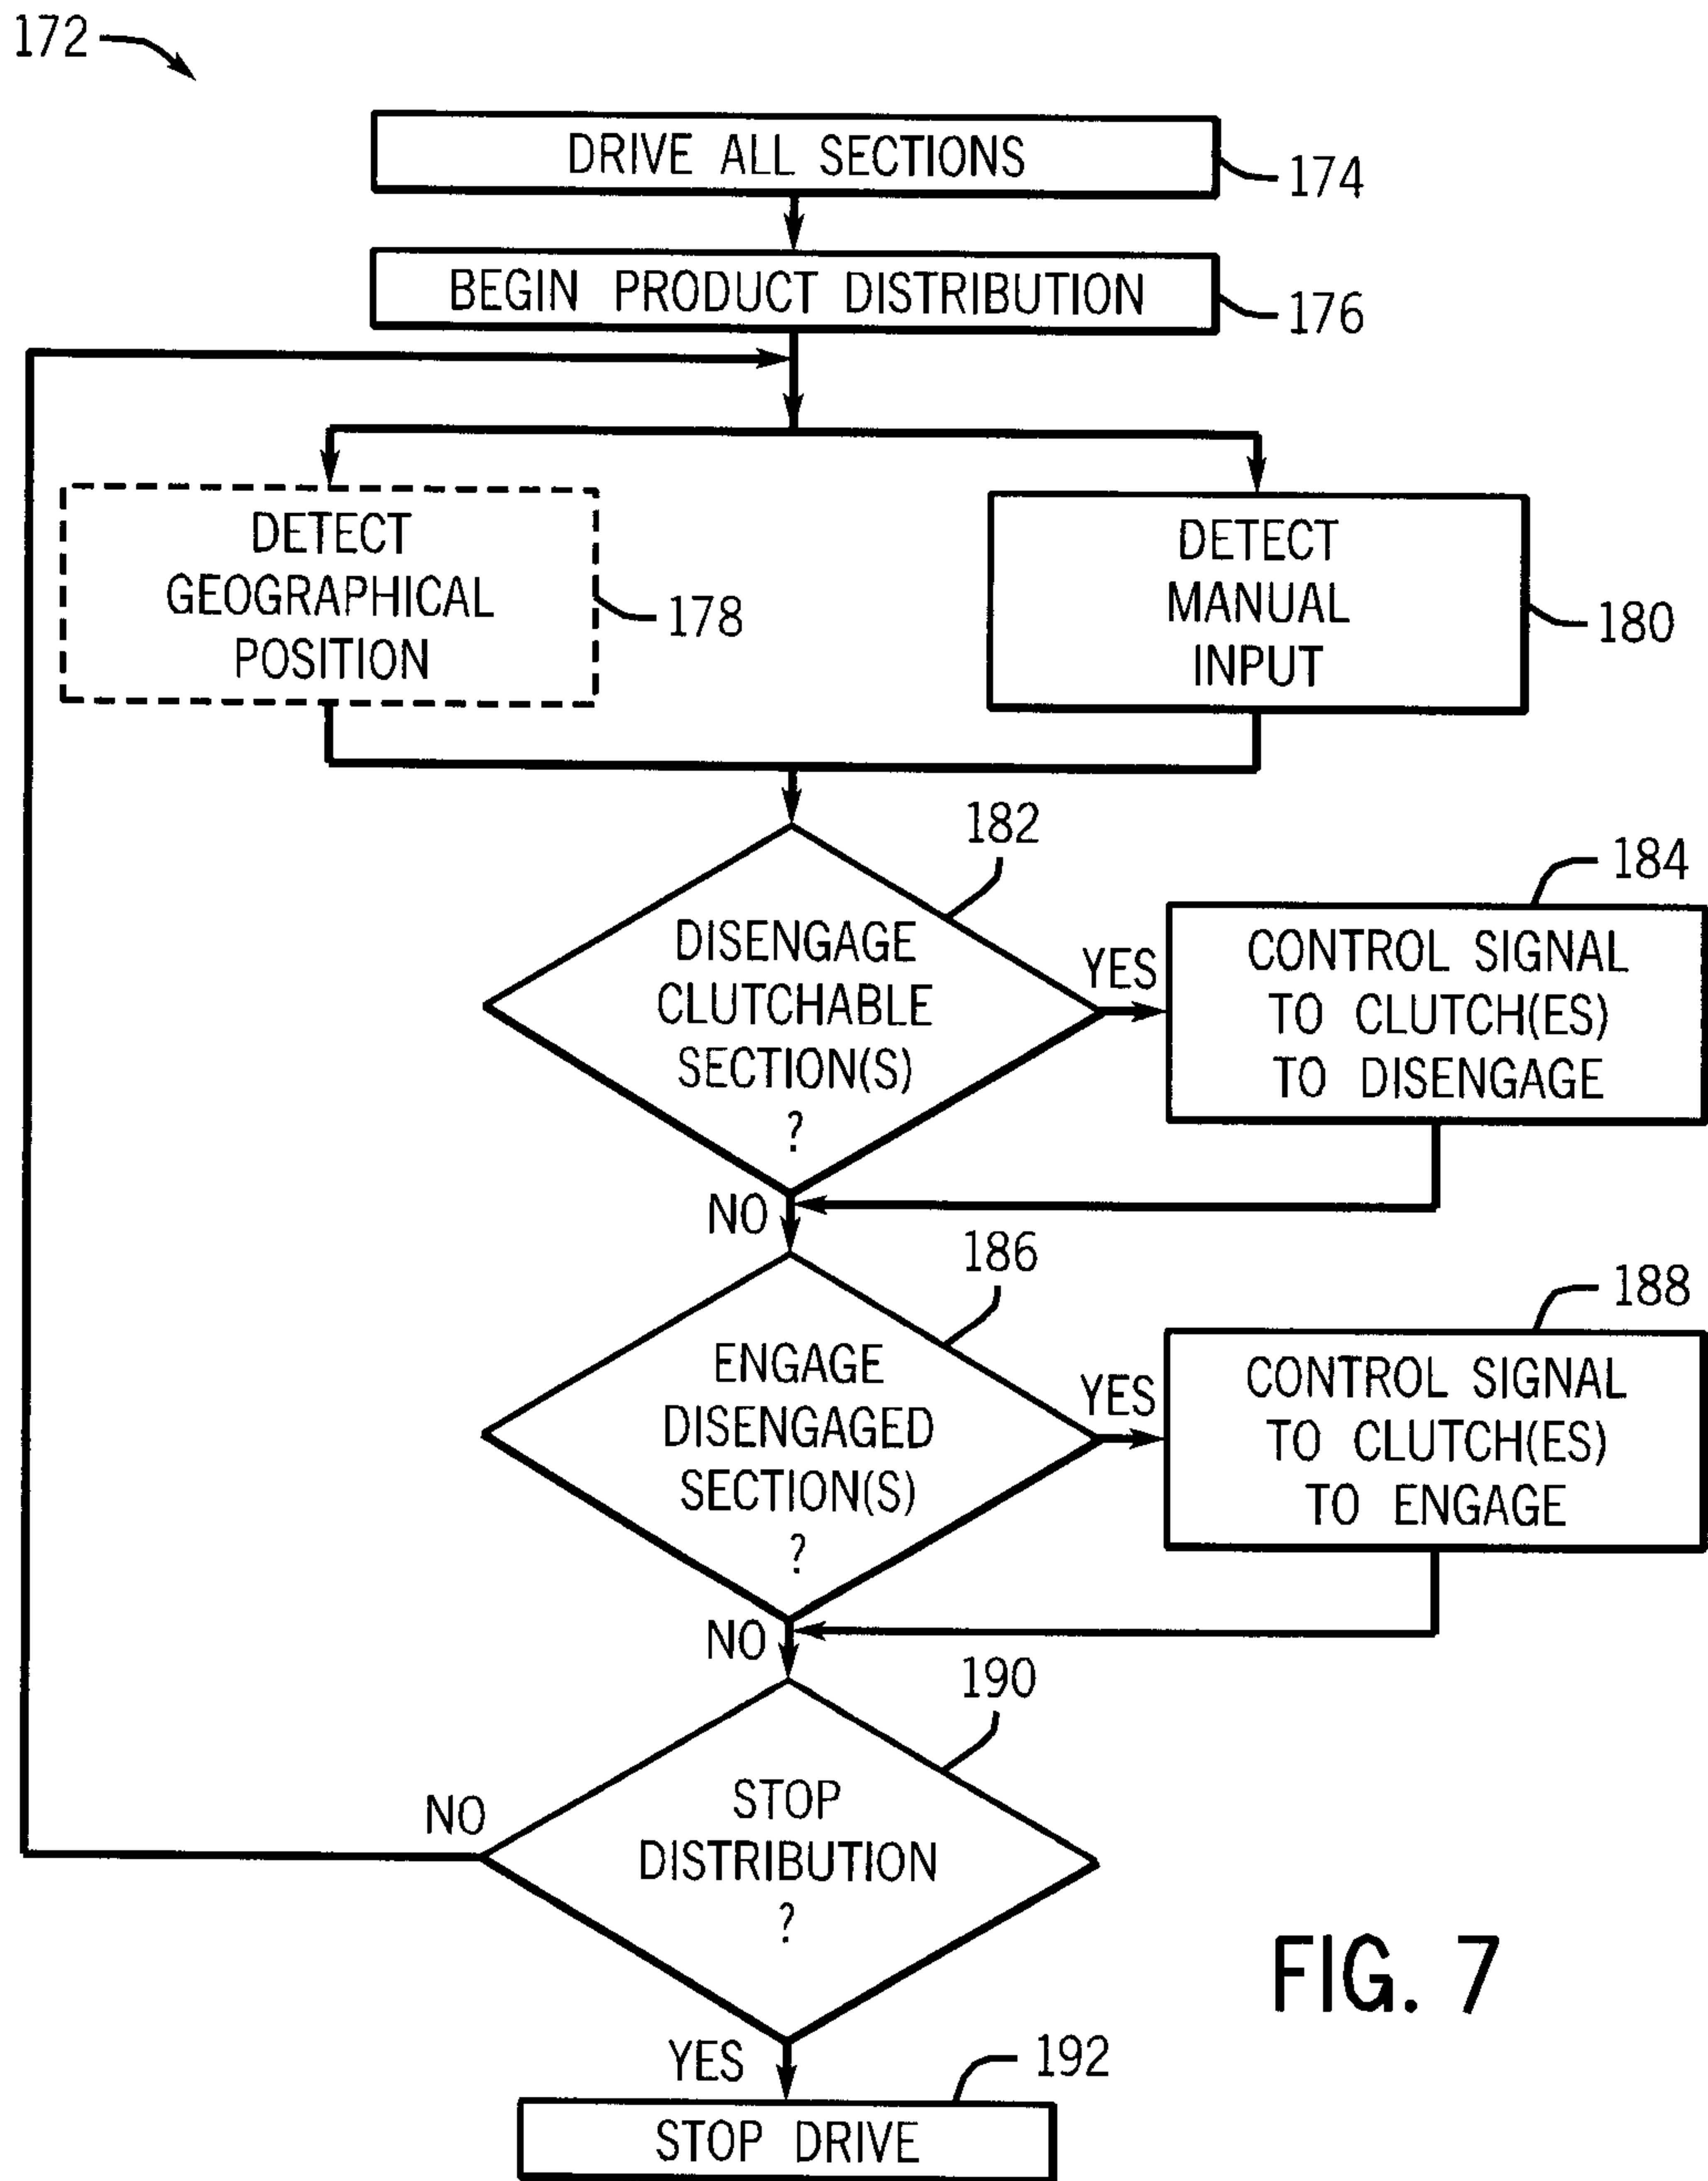 172
DRIVE ALL SECTIONS
174
BEGIN PRODUCT DISTRIBUTION
176
DETECT
GEOGRAPHICAL
POSITION
178
DETECT
MANUAL
INPUT
180
182
DISENGAGE
CLUTCHABLE
SECTION(S)
?
YES
184
CONTROL SIGNAL
TO CLUTCH(ES)
TO DISENGAGE
NO
186
ENGAGE
DISENGAGED
SECTION(S)
?
YES
188
CONTROL SIGNAL
TO CLUTCH(ES)
TO ENGAGE
NO
190
STOP
DISTRIBUTION
?
NO
YES
192
STOP DRIVE
FIG. 7